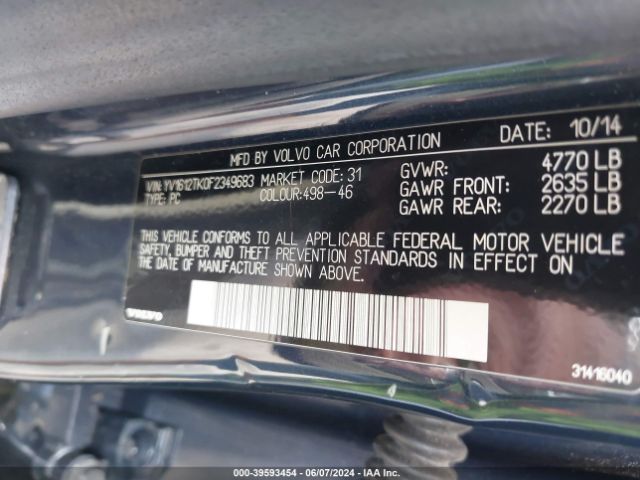 MFD BY VOLVO CAR CORPORATION DATE: 10/14
VIN: YV1612TK0F2349683 MARKET CODE: 31 GVWR: 4770 LB
TYPE: PC COLOUR: 498-46 GAWR FRONT: 2635 LB
GAWR REAR: 2270 LB
THIS VEHICLE CONFORMS TO ALL APPLICABLE FEDERAL MOTOR VEHICLE
SAFETY, BUMPER AND THEFT PREVENTION STANDARDS IN EFFECT ON
THE DATE OF MANUFACTURE SHOWN ABOVE.
VOLVO
31416040
000-39593454 - 06/07/2024 - IAA Inc.